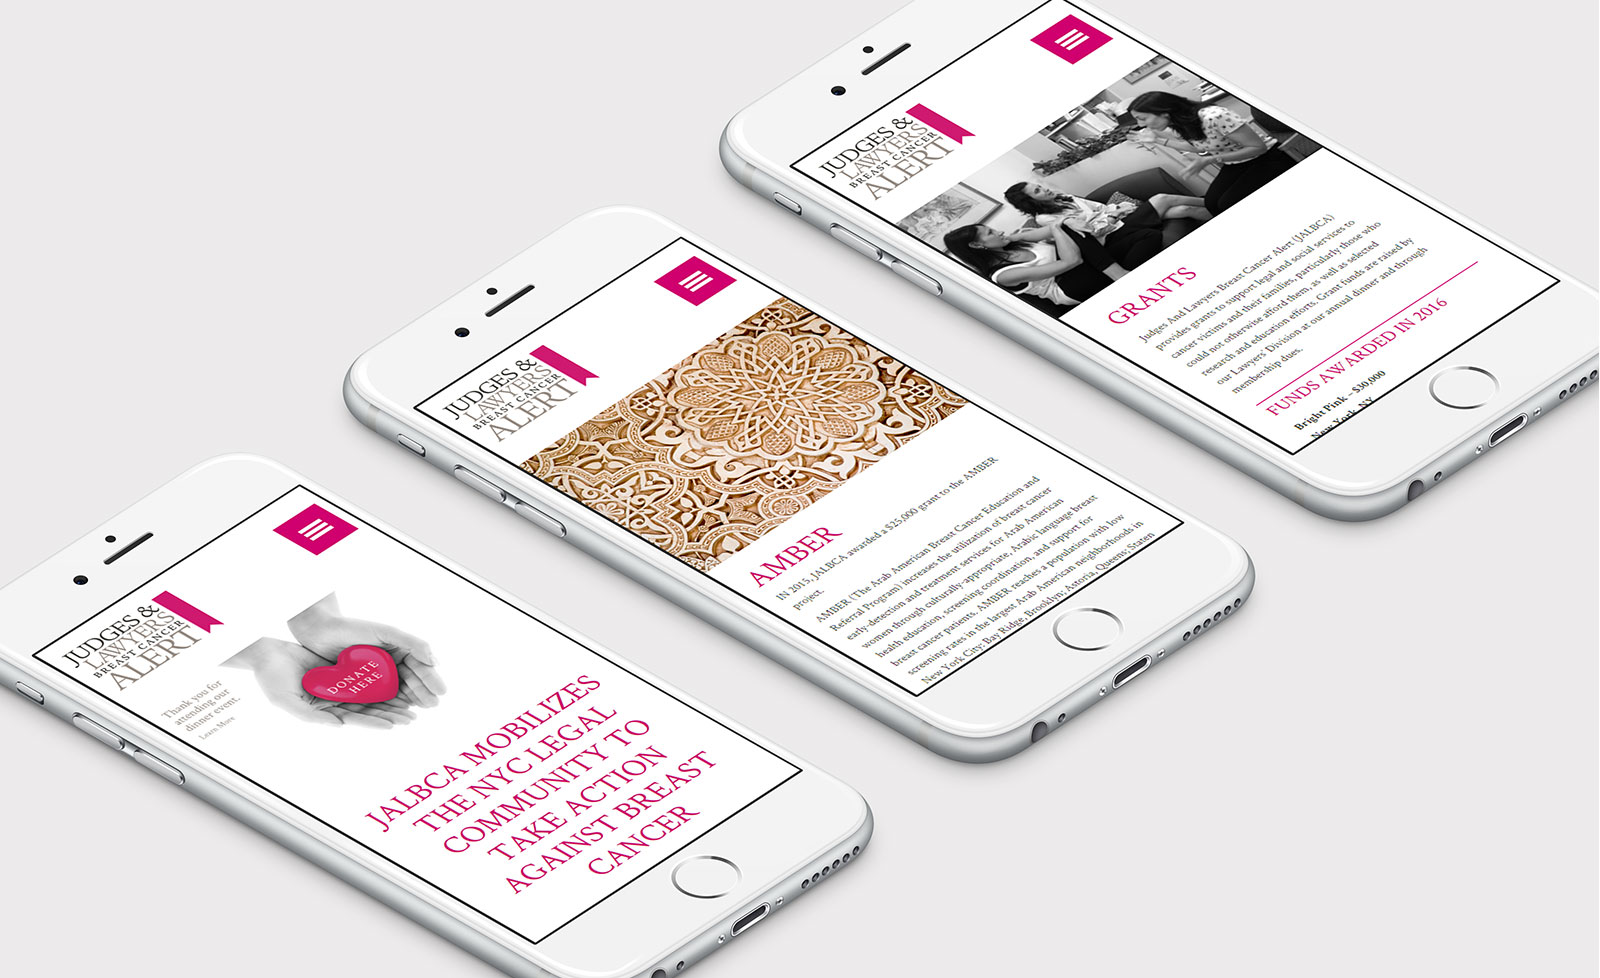 JUDGES &
LAWYERS
BREAST CANCER
ALERT
Thank you for
attending our
dinner event.
Learn More
DONATE
HERE
JALBCA MOBILIZES
THE NYC LEGAL
COMMUNITY TO
TAKE ACTION
AGAINST BREAST
CANCER
JUDGES &
LAWYERS
BREAST CANCER
ALERT
AMBER
IN 2015, JALBCA awarded a $25,000 grant to the AMBER
project.
AMBER (The Arab American Breast Cancer Education and
Referral Program) increases the utilization of breast cancer
early-detection and treatment services for Arab American
women through culturally-appropriate, Arabic language breast
health education, screening coordination, and support for
breast cancer patients. AMBER reaches a population with low
screening rates in the largest Arab American neighborhoods in
New York City: Bay Ridge, Brooklyn; Astoria, Queens; Staten
JUDGES &
LAWYERS
BREAST CANCER
ALERT
GRANTS
Judges And Lawyers Breast Cancer Alert (JALBCA)
provides grants to support legal and social services to
cancer victims and their families, particularly those who
could not otherwise afford them, as well as selected
research and education efforts. Grant funds are raised by
our Lawyers' Division at our annual dinner and through
membership dues.
FUNDS AWARDED IN 2016
Bright Pink – $30,000
New York, NY